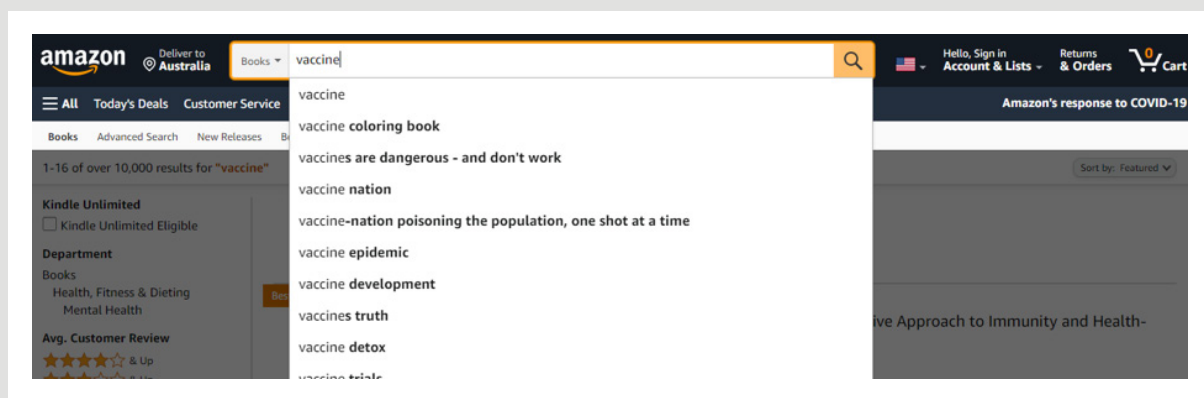 amazon
Deliver to
Australia
Books
vaccine
Hello, Sign in
Account & Lists
Returns
& Orders
0
Cart
All Today's Deals Customer Service
Amazon's response to COVID-19
Books Advanced Search New Releases
1-16 of over 10,000 results for "vaccine"
Sort by: Featured
vaccine
vaccine coloring book
vaccines are dangerous - and don't work
vaccine nation
vaccine-nation poisoning the population, one shot at a time
vaccine epidemic
vaccine development
vaccines truth
vaccine detox
vaccine trials
Kindle Unlimited
Kindle Unlimited Eligible
Department
Books
Health, Fitness & Dieting
Mental Health
Avg. Customer Review
& Up
& Up
Bes
ive Approach to Immunity and Health-